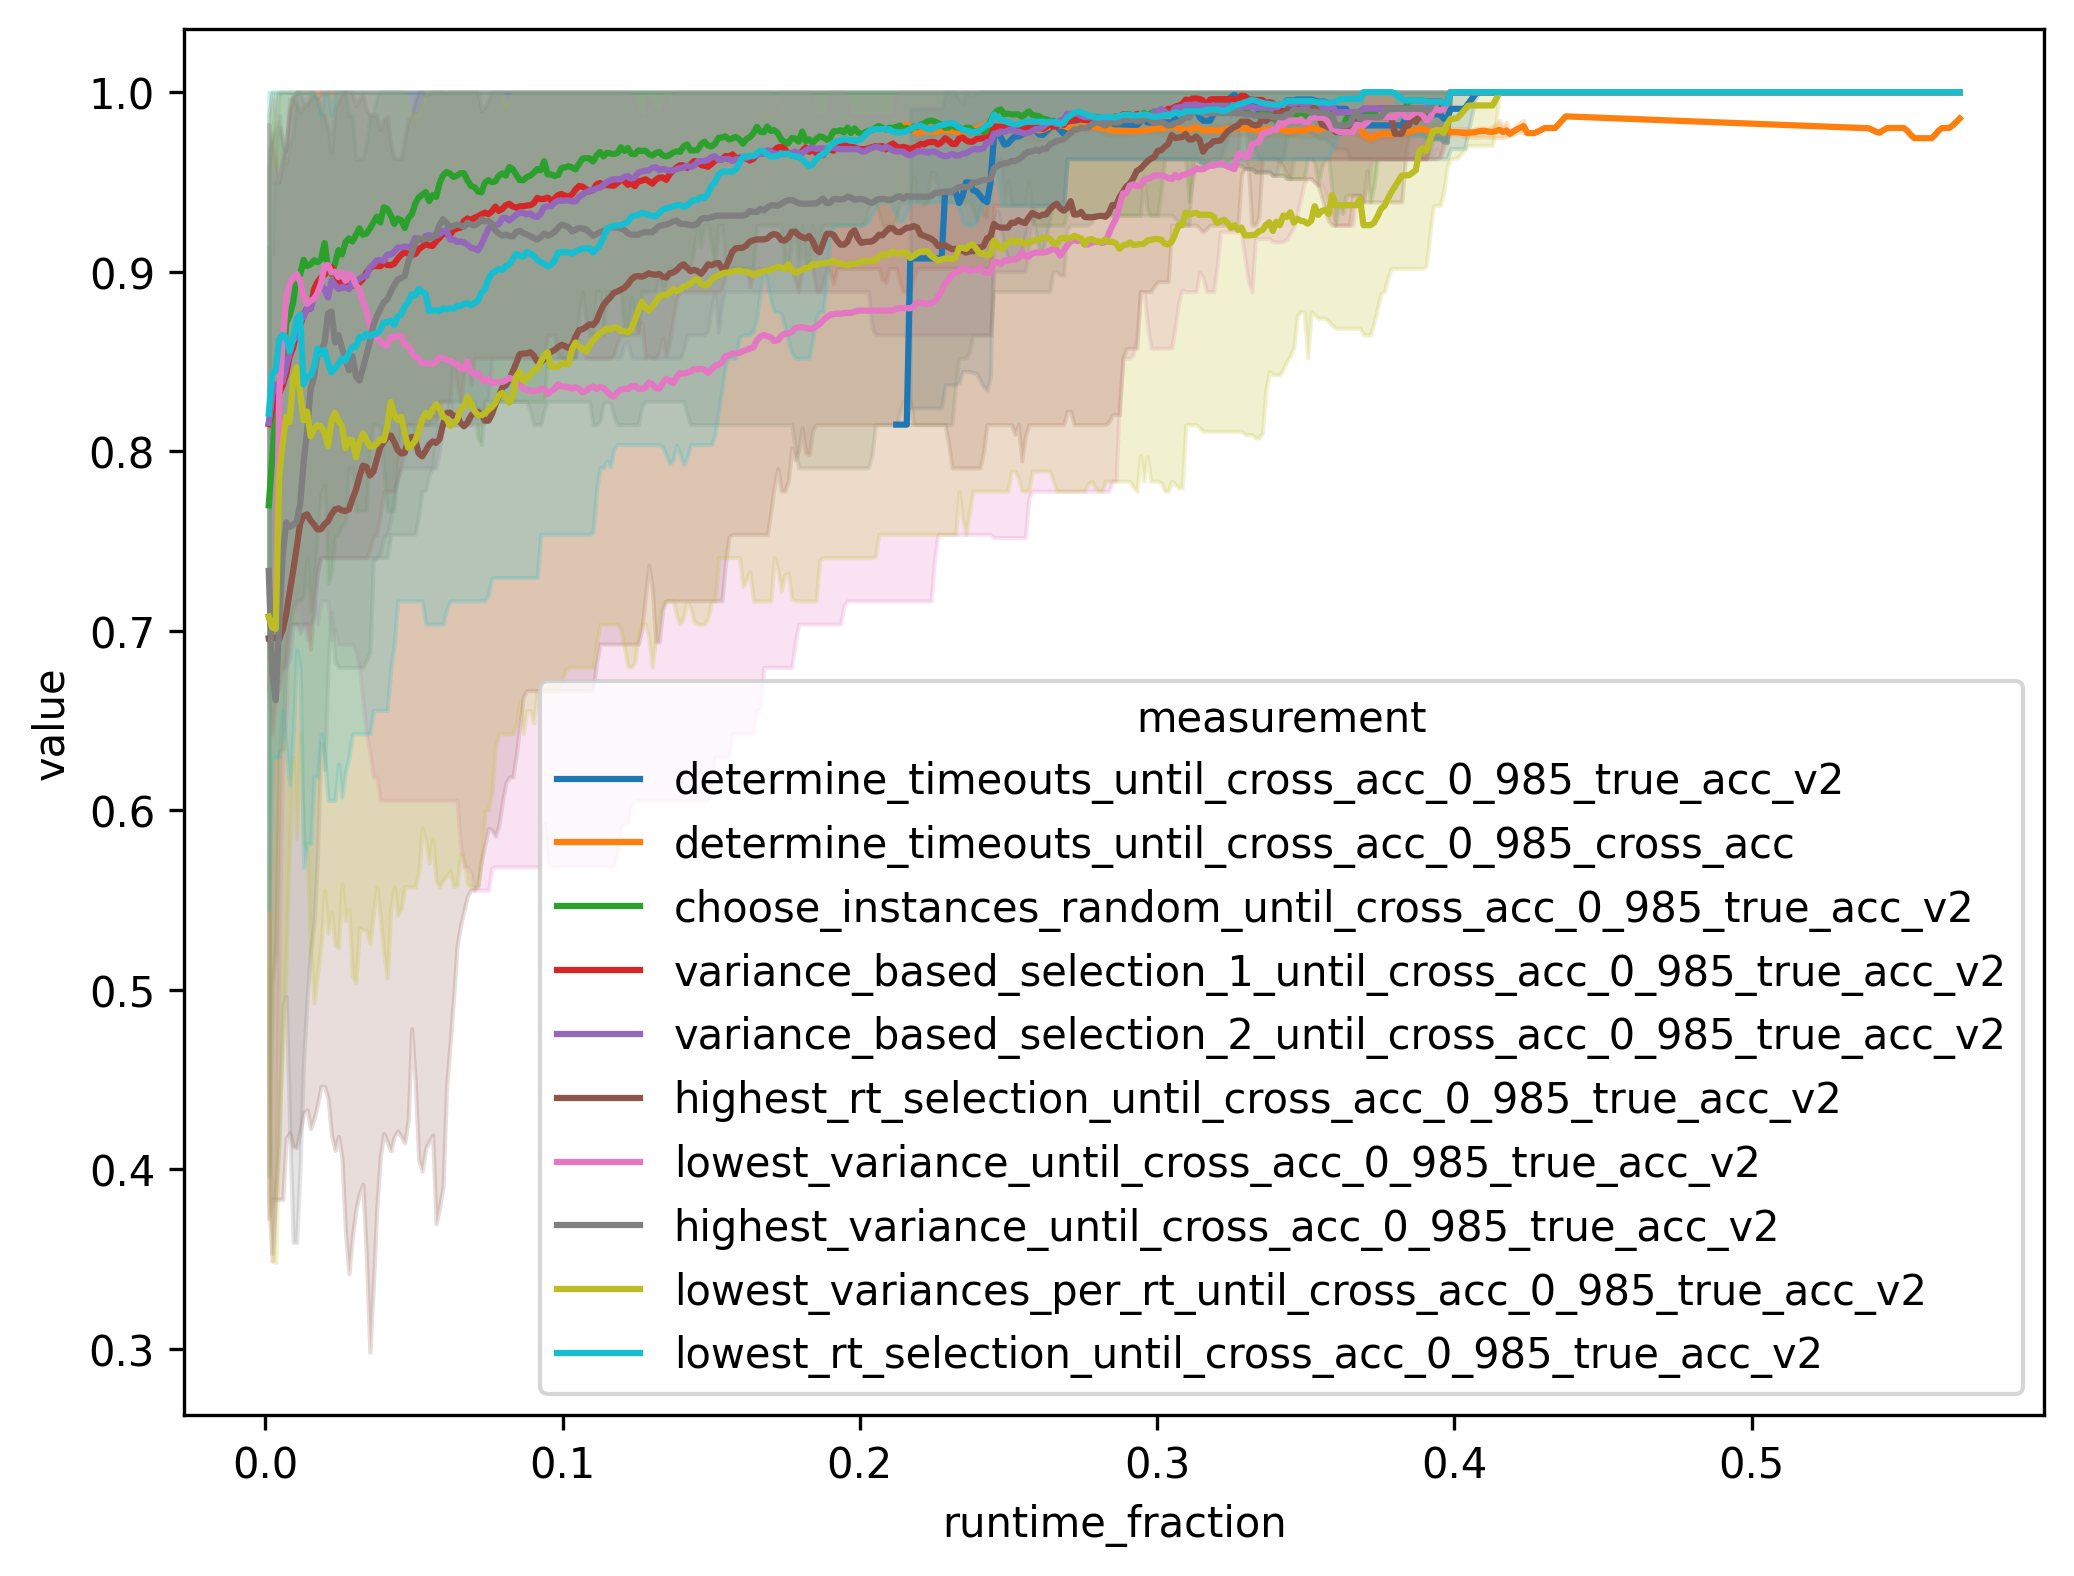 1.0
0.9
0.8
0.7
0.6
0.5
0.4
0.3
value
measurement
determine_timeouts_until_cross_acc_0_985_true_acc_v2
determine_timeouts_until_cross_acc_0_985_cross_acc
choose_instances_random_until_cross_acc_0_985_true_acc_v2
variance_based_selection_1_until_cross_acc_0_985_true_acc_v2
variance_based_selection_2_until_cross_acc_0_985_true_acc_v2
highest_rt_selection_until_cross_acc_0_985_true_acc_v2
lowest_variance_until_cross_acc_0_985_true_acc_v2
highest_variance_until_cross_acc_0_985_true_acc_v2
lowest_variances_per_rt_until_cross_acc_0_985_true_acc_v2
lowest_rt_selection_until_cross_acc_0_985_true_acc_v2
0.0 0.1 0.2 0.3 0.4 0.5
runtime_fraction